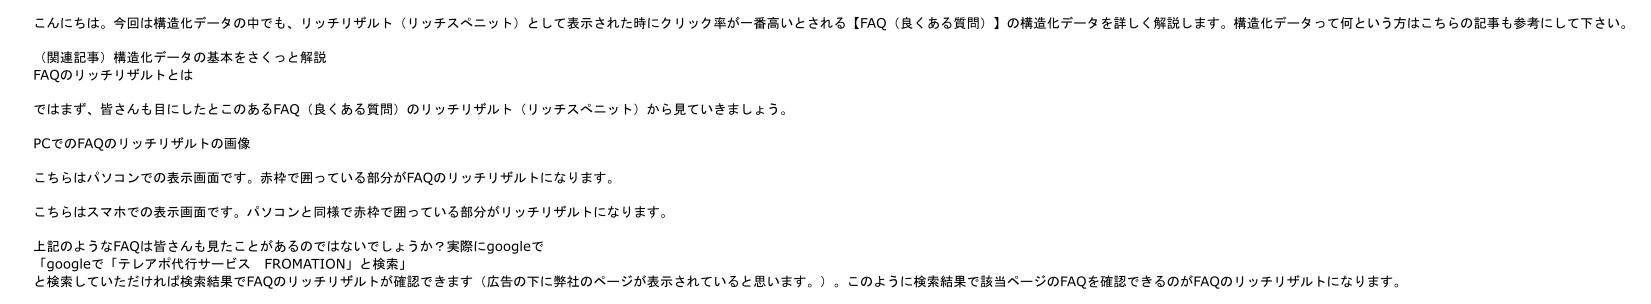 こんにちは。今回は構造化データの中でも、リッチリザルト（リッチスペニット）として表示された時にクリック率が一番高いとされる【FAQ（良くある質問）】の構造化データを詳しく解説します。構造化データって何という方はこちらの記事も参考にして下さい。
（関連記事）構造化データの基本をさくっと解説
FAQのリッチリザルトとは
ではまず、皆さんも目にしたとこのあるFAQ（良くある質問）のリッチリザルト（リッチスペニット）から見ていきましょう。
PCでのFAQのリッチリザルトの画像
こちらはパソコンでの表示画面です。赤枠で囲っている部分がFAQのリッチリザルトになります。
こちらはスマホでの表示画面です。パソコンと同様で赤枠で囲っている部分がリッチリザルトになります。
上記のようなFAQは皆さんも見たことがあるのではないでしょうか？実際にgoogleで
「googleで「テレアポ代行サービス　FROMATION」と検索」
と検索していただければ検索結果でFAQのリッチリザルトが確認できます（広告の下に弊社のページが表示されていると思います。）。このように検索結果で該当ページのFAQを確認できるのがFAQのリッチリザルトになります。